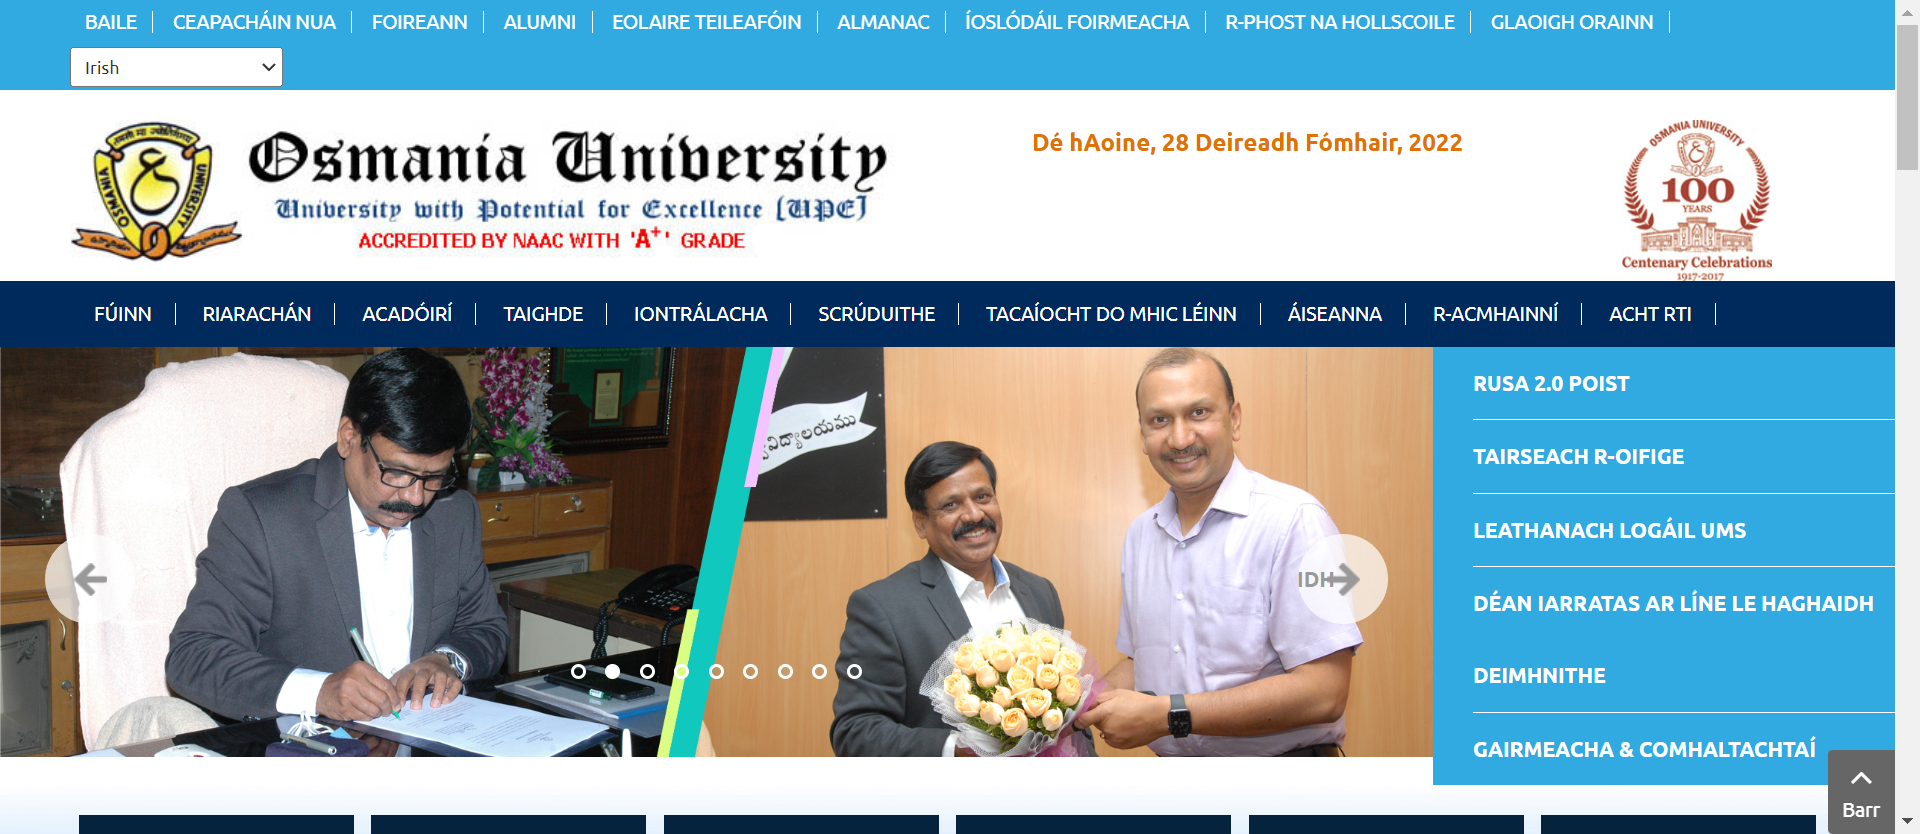 BAILE
CEAPACHÁIN NUA
FOIREANN
ALUMNI
EOLAIRE TEILEAFÓIN
ALMANAC
ÍOSLÓDÁIL FOIRMEACHA
R-PHOST NA HOLLSCOILE
GLAOIGH ORAINN
Irish
OSMANIA UNIVERSITY
Osmania University
University with Potential for Excellence [UPE]
ACCREDITED BY NAAC WITH 'A+' GRADE
Dé hAoine, 28 Deireadh Fómhair, 2022
OSMANIA UNIVERSITY
100
YEARS
Centenary Celebrations
1917-2017
FÚINN
RIARACHÁN
ACADÓIRÍ
TAIGHDE
IONTRÁLACHA
SCRÚDUITHE
TACAÍOCHT DO MHIC LÉINN
ÁISEANNA
R-ACMHAINNÍ
ACHT RTI
IDH
RUSA 2.0 POIST
TAIRSEACH R-OIFIGE
LEATHANACH LOGÁIL UMS
DÉAN IARRATAS AR LÍNE LE HAGHAIDH
DEIMHNITHE
GAIRMEACHA & COMHALTACHTAÍ
Barr